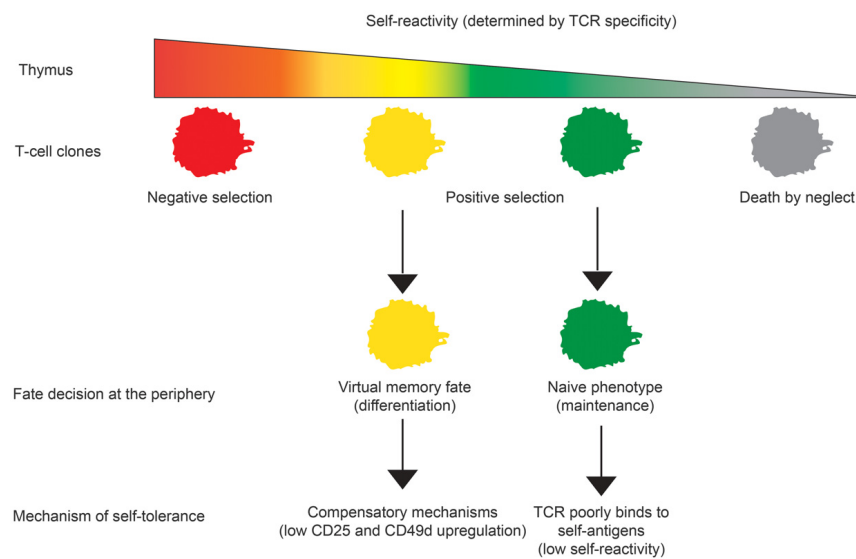 Self-reactivity (determined by TCR specificity)
Thymus
T-cell clones
Negative selection
Positive selection
Death by neglect
Fate decision at the periphery
Virtual memory fate
(differentiation)
Naive phenotype
(maintenance)
Mechanism of self-tolerance
Compensatory mechanisms
(low CD25 and CD49d upregulation)
TCR poorly binds to
self-antigens
(low self-reactivity)